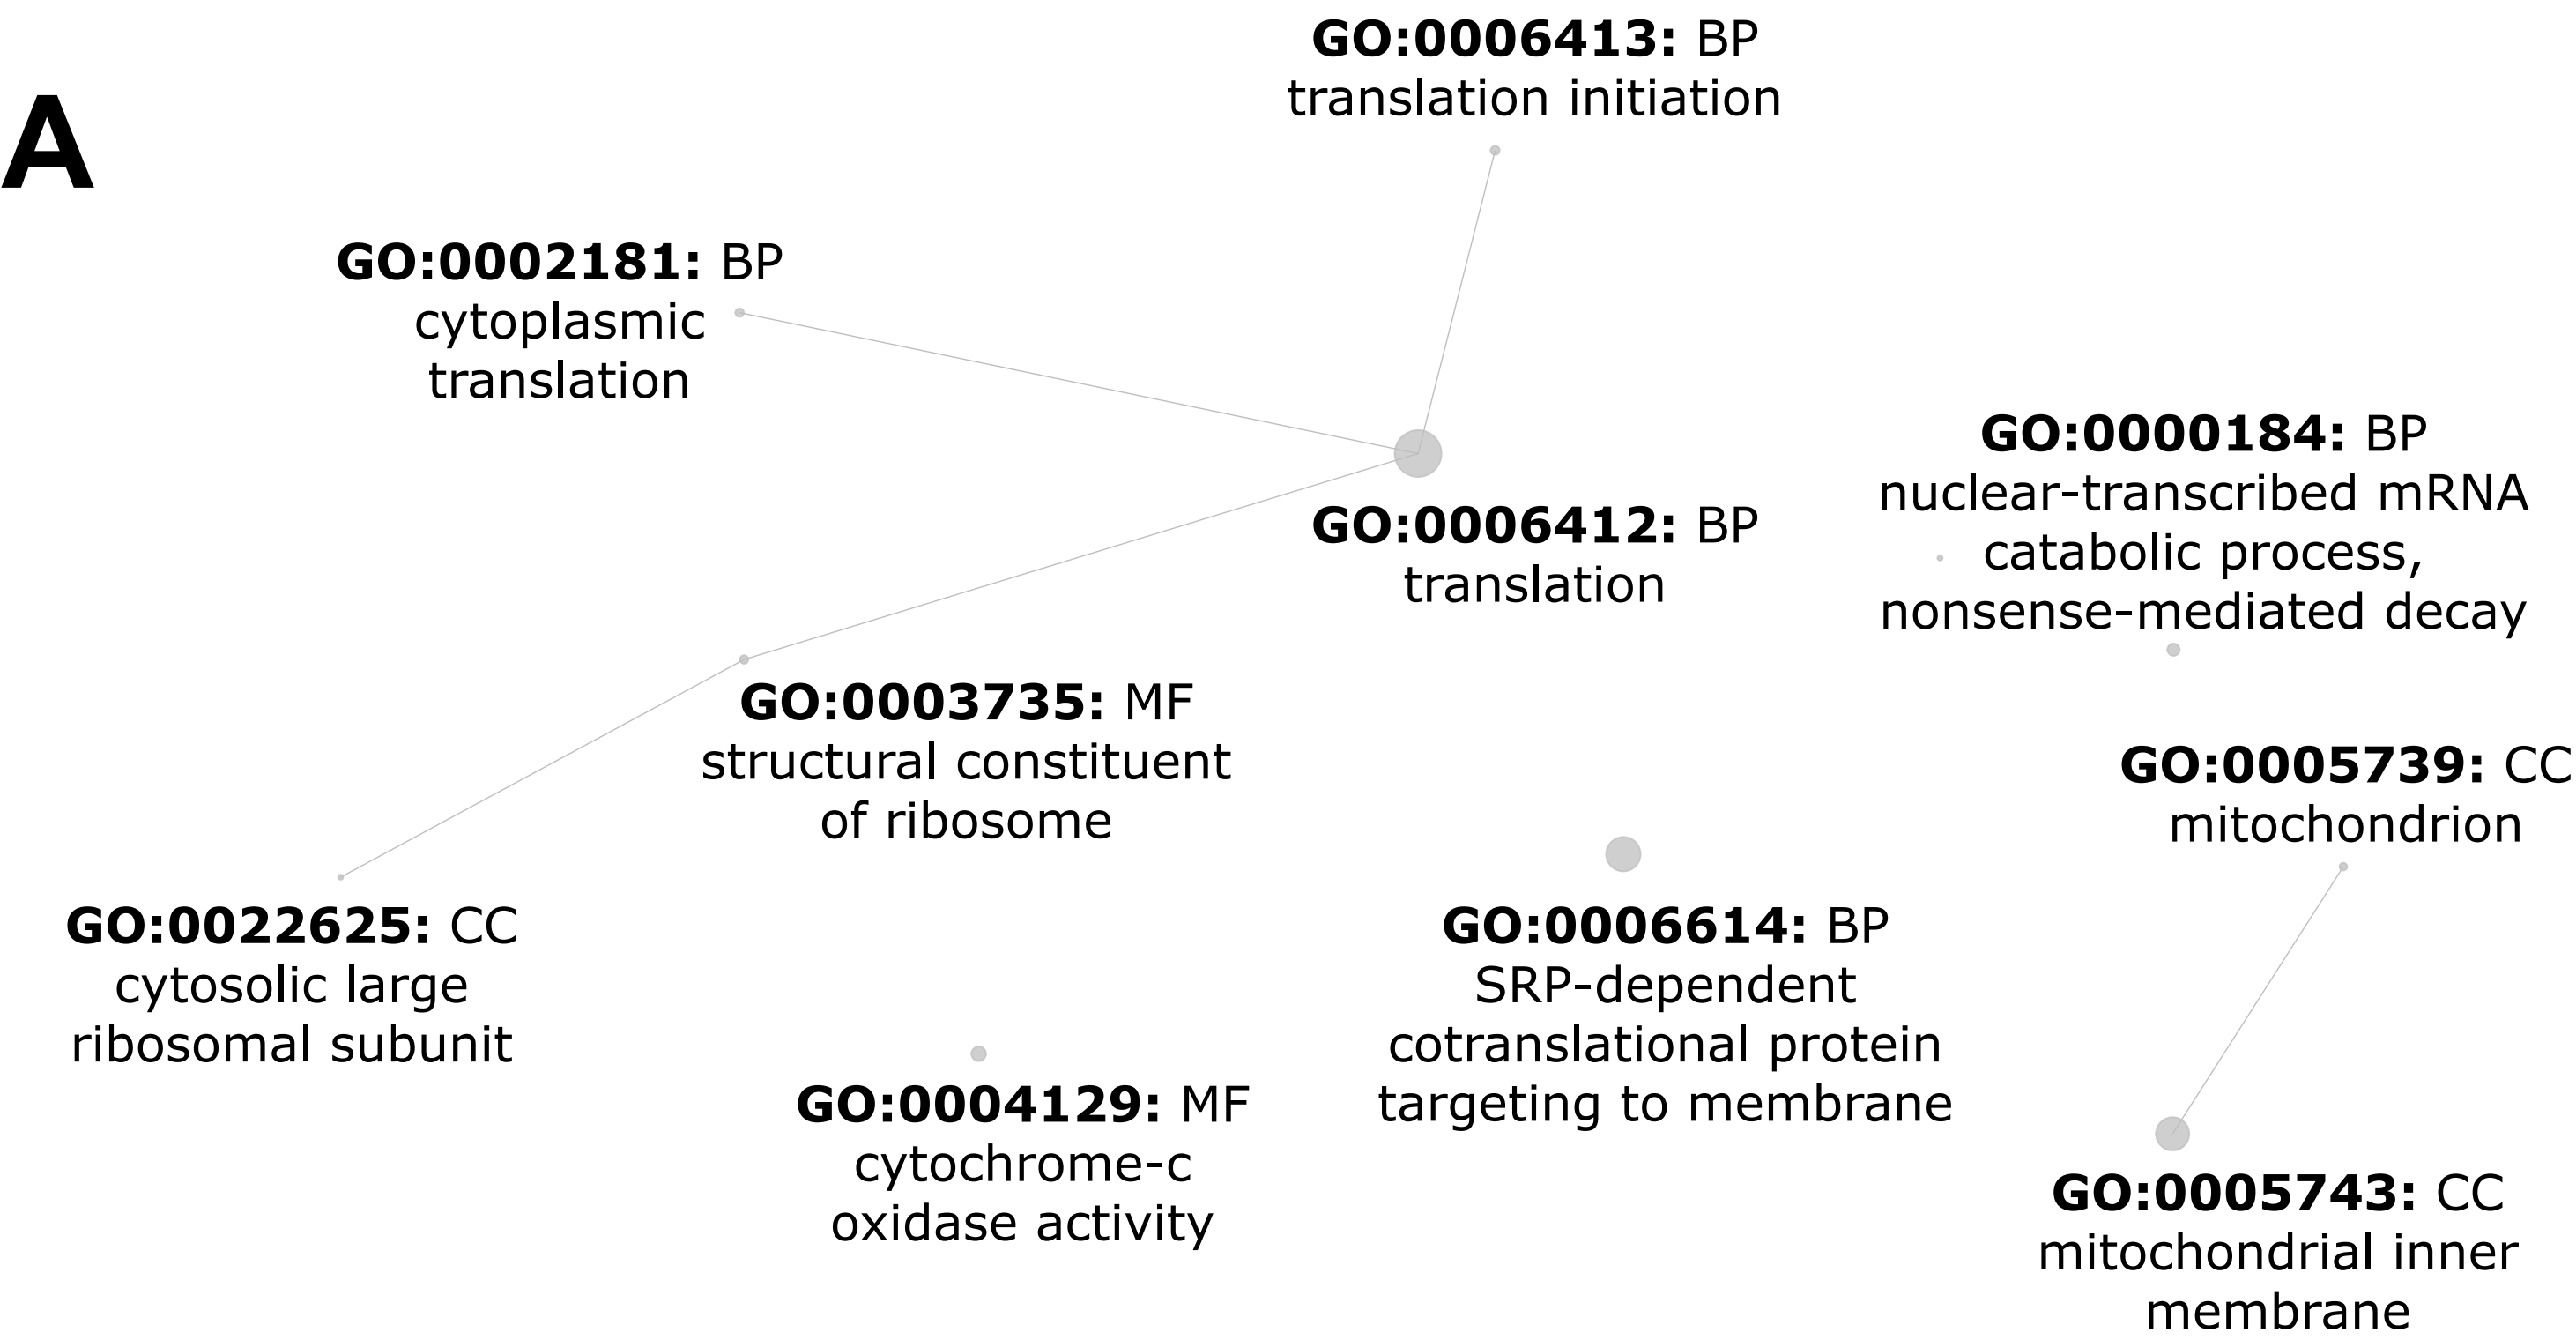 A
GO:0006413: BP
translation initiation
GO:0002181: BP
cytoplasmic
translation
GO:0006412: BP
translation
GO:0000184: BP
nuclear-transcribed mRNA
catabolic process,
nonsense-mediated decay
GO:0003735: MF
structural constituent
of ribosome
GO:0005739: CC
mitochondrion
GO:0022625: CC
cytosolic large
ribosomal subunit
GO:0006614: BP
SRP-dependent
cotranslational protein
targeting to membrane
GO:0004129: MF
cytochrome-c
oxidase activity
GO:0005743: CC
mitochondrial inner
membrane